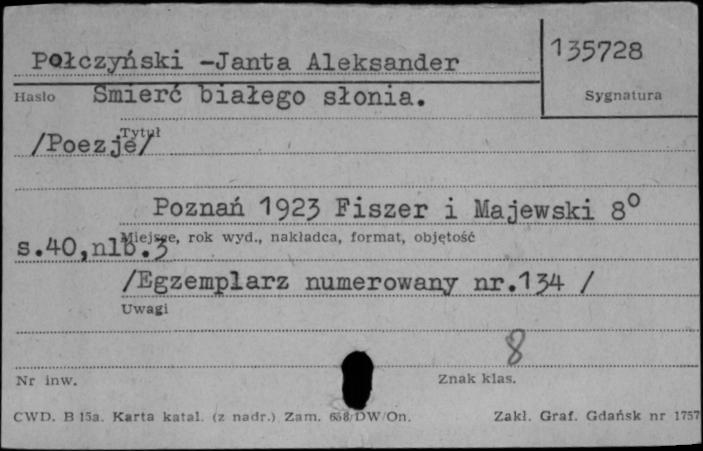 Połczyński -Janta Aleksander
135728
Hasło
Sygnatura
Śmierć białego słonia.
Tytuł
/Poezje/
Poznań 1923 Fiszer i Majewski 8°
Miejsce, rok wyd., nakładca, format, objętość
s.40,nlb.3
/Egzemplarz numerowany nr.134 /
Uwagi
8
Nr inw.
Znak klas.
CWD. B 15a. Karta katal. (z nadr.) Zam. 658/DW/On.
Zakł. Graf. Gdańsk nr 1757